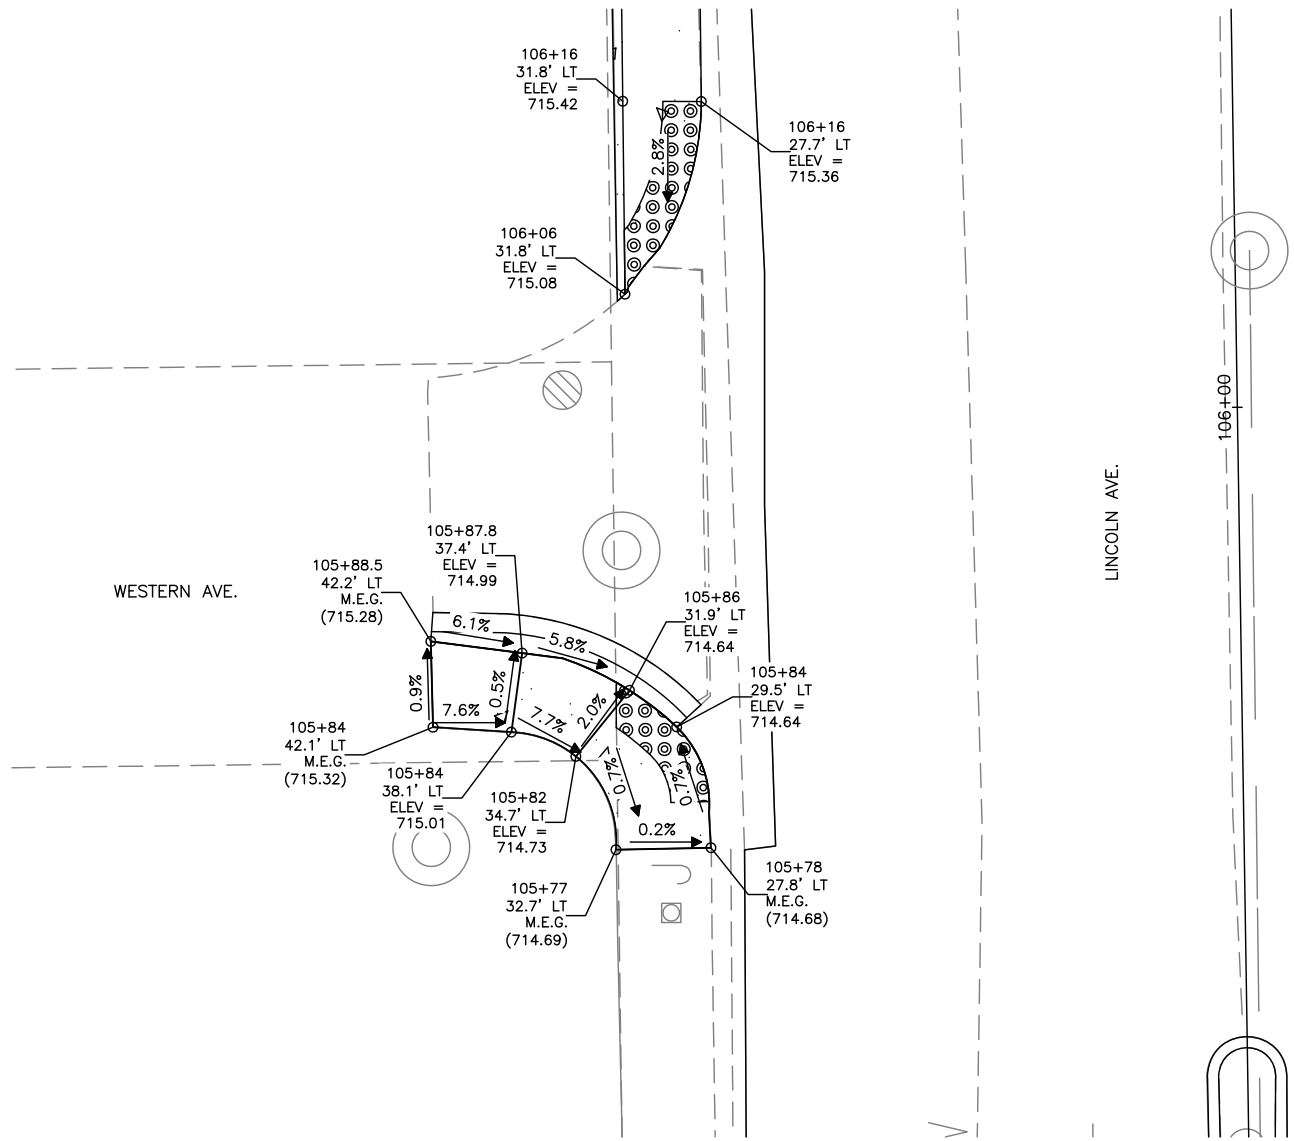 106+16
31.8' LT
ELEV =
715.42
106+16
27.7' LT
ELEV =
715.36
2.8%
106+06
31.8' LT
ELEV =
715.08
106+00
LINCOLN AVE.
WESTERN AVE.
105+87.8
37.4' LT
ELEV =
714.99
105+88.5
42.2' LT
M.E.G.
(715.28)
105+86
31.9' LT
ELEV =
714.64
6.1%
5.8%
105+84
29.5' LT
ELEV =
714.64
0.9%
0.5%
7.6%
7.7%
2.0%
105+84
42.1' LT
M.E.G.
(715.32)
105+84
38.1' LT
ELEV =
715.01
0.7%
0.7%
105+82
34.7' LT
ELEV =
714.73
0.2%
105+78
27.8' LT
M.E.G.
(714.68)
105+77
32.7' LT
M.E.G.
(714.69)